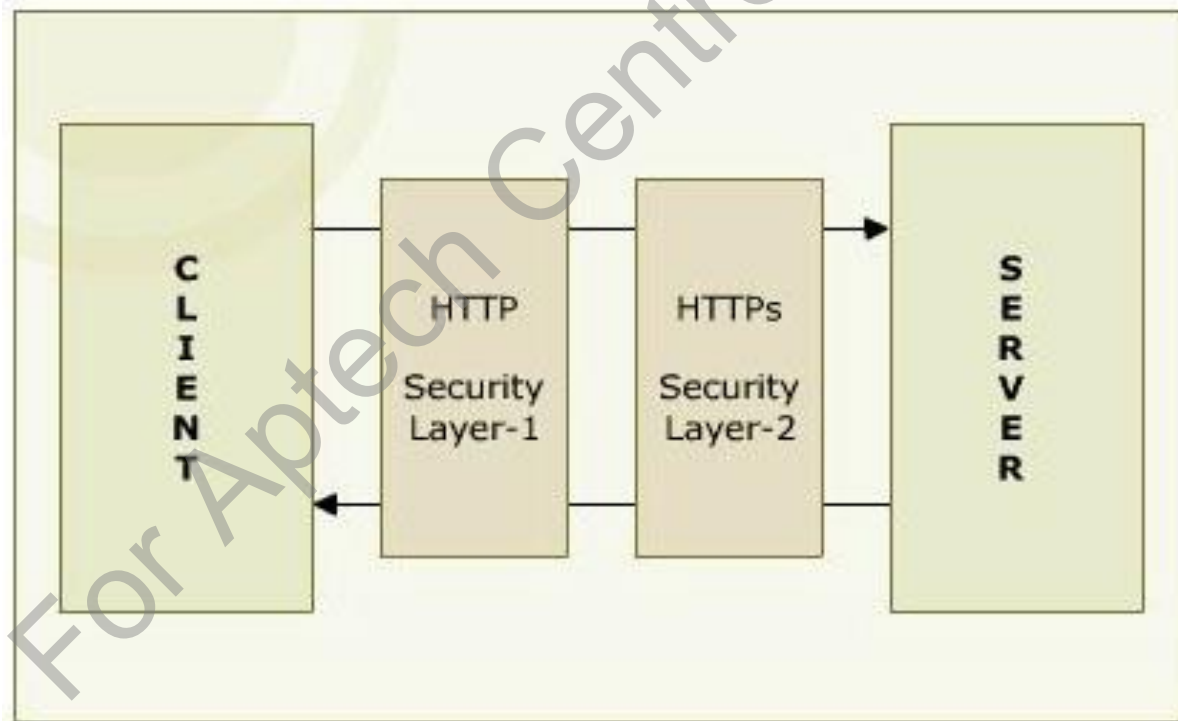 For Aptech Centre
C
L
I
E
N
T
HTTP
Security
Layer-1
HTTPs
Security
Layer-2
S
E
R
V
E
R